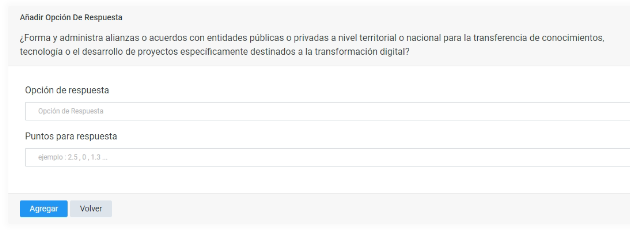 Añadir Opción De Respuesta
¿Forma y administra alianzas o acuerdos con entidades públicas o privadas a nivel territorial o nacional para la transferencia de conocimientos,
tecnología o el desarrollo de proyectos específicamente destinados a la transformación digital?
Opción de respuesta
Opción de Respuesta
Puntos para respuesta
ejemplo : 2.5 , 0 , 1.3 ...
Agregar Volver